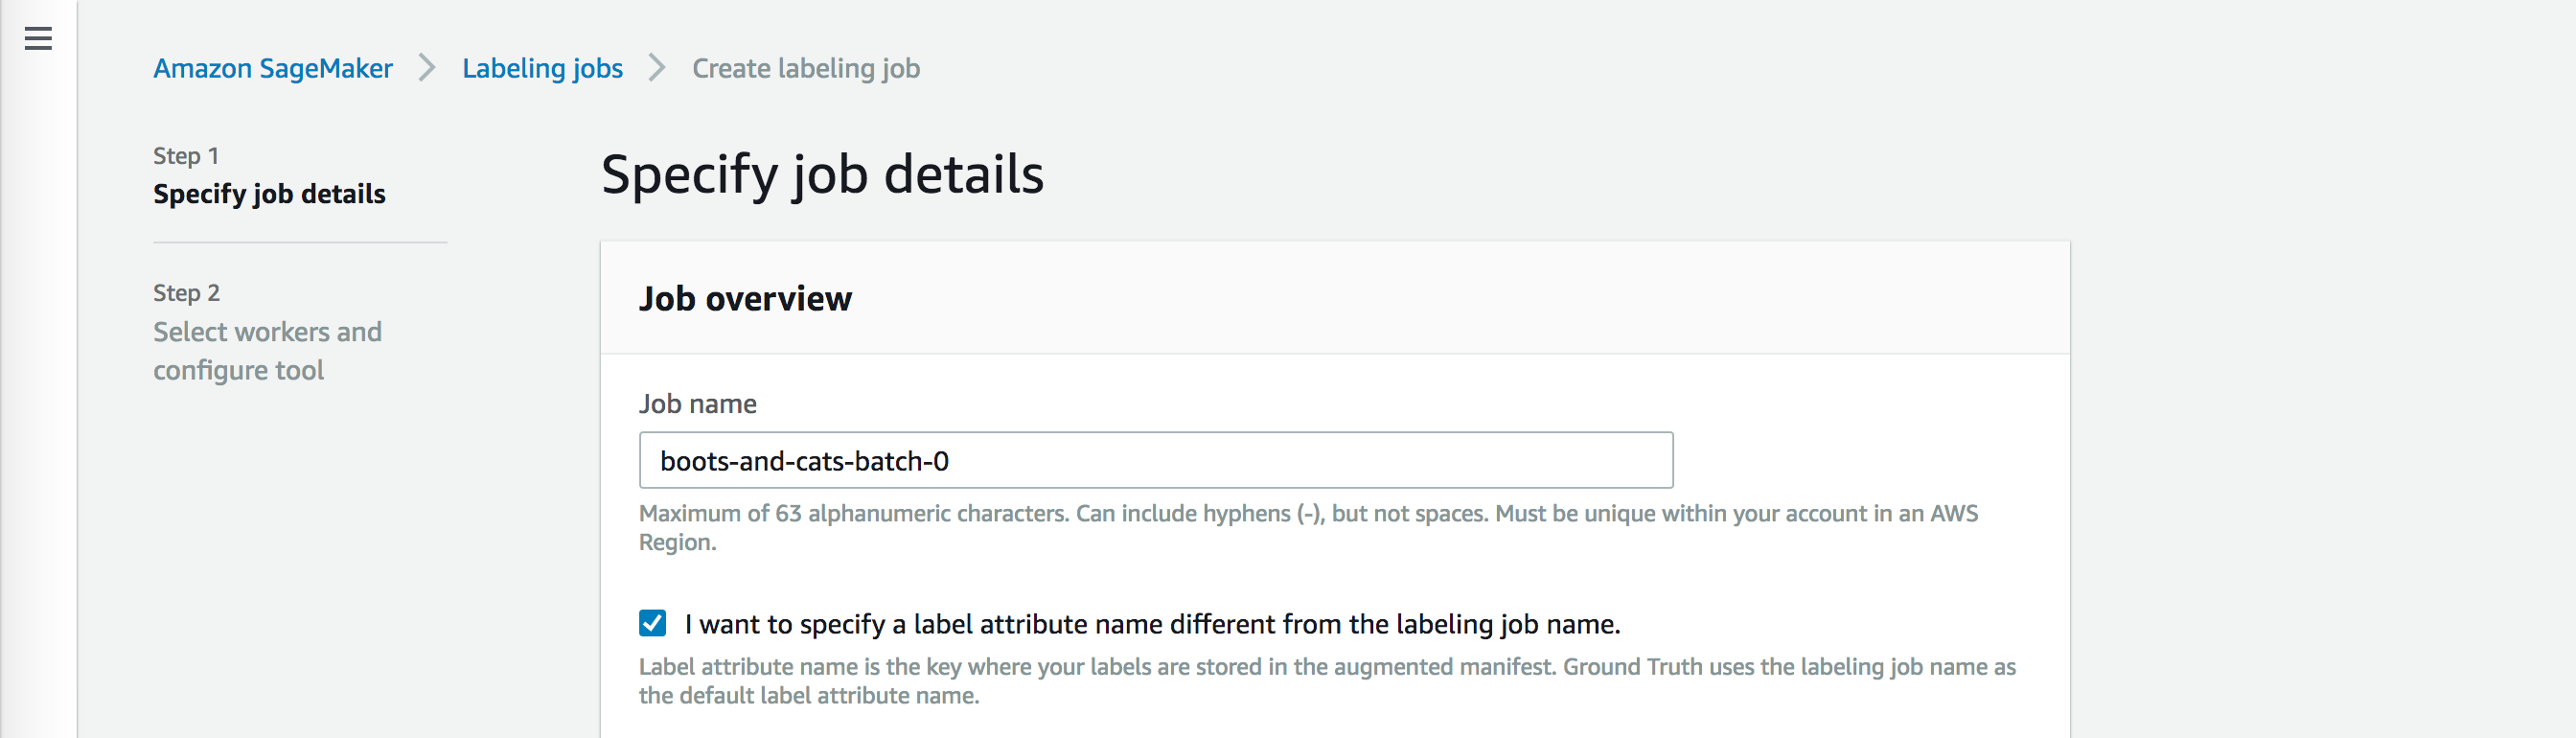 Amazon SageMaker > Labeling jobs > Create labeling job
Step 1
Specify job details
Step 2
Select workers and
configure tool
Specify job details
Job overview
Job name
boots-and-cats-batch-0
Maximum of 63 alphanumeric characters. Can include hyphens (-), but not spaces. Must be unique within your account in an AWS
Region.
I want to specify a label attribute name different from the labeling job name.
Label attribute name is the key where your labels are stored in the augmented manifest. Ground Truth uses the labeling job name as
the default label attribute name.